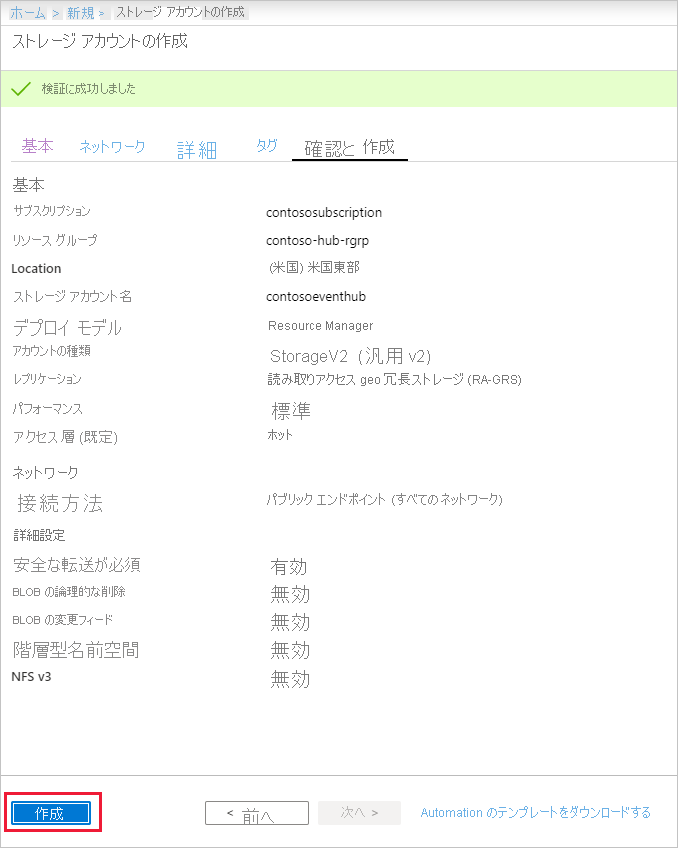 ホーム > 新規 » ストレージ アカウントの作成
ストレージ アカウントの作成
検証に成功しました
基本 ネットワーク 詳細 タグ 確認と 作成
基本
サブスクリプション contososubscription
リソース グループ contoso-hub-rgrp
Location (米国) 米国東部
ストレージ アカウント名 contosoeventhub
デプロイ モデル Resource Manager
アカウントの種類 StorageV2 (汎用 v2)
レプリケーション 読み取りアクセス geo 冗長ストレージ (RA-GRS)
パフォーマンス 標準
アクセス層 (既定) ホット
ネットワーク
接続方法 パブリック エンドポイント (すべてのネットワーク)
詳細設定
安全な転送が必須 有効
BLOB の論理的な削除 無効
BLOB の変更フィード 無効
階層型名前空間 無効
NFS v3 無効
作成 < 前へ 次へ > Automation のテンプレートをダウンロードする